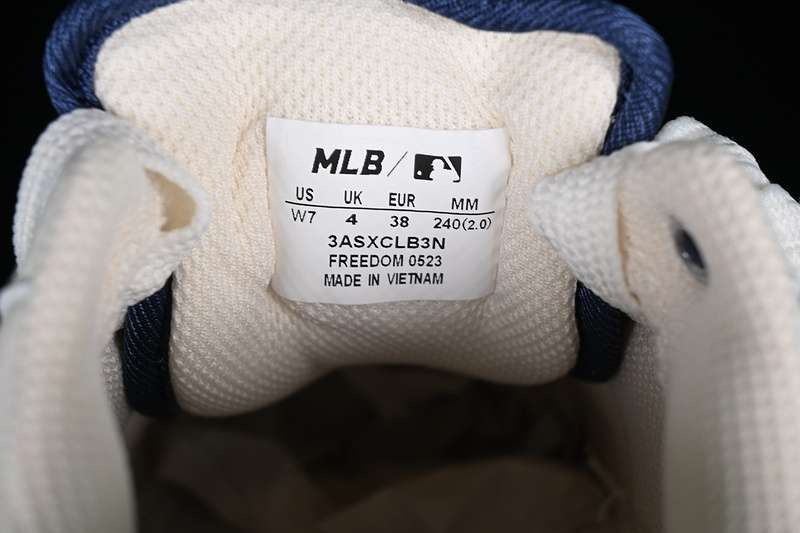 MLB /
US UK EUR MM
W7 4 38 240(2.0)
3ASXCLB3N
FREEDOM 0523
MADE IN VIETNAM